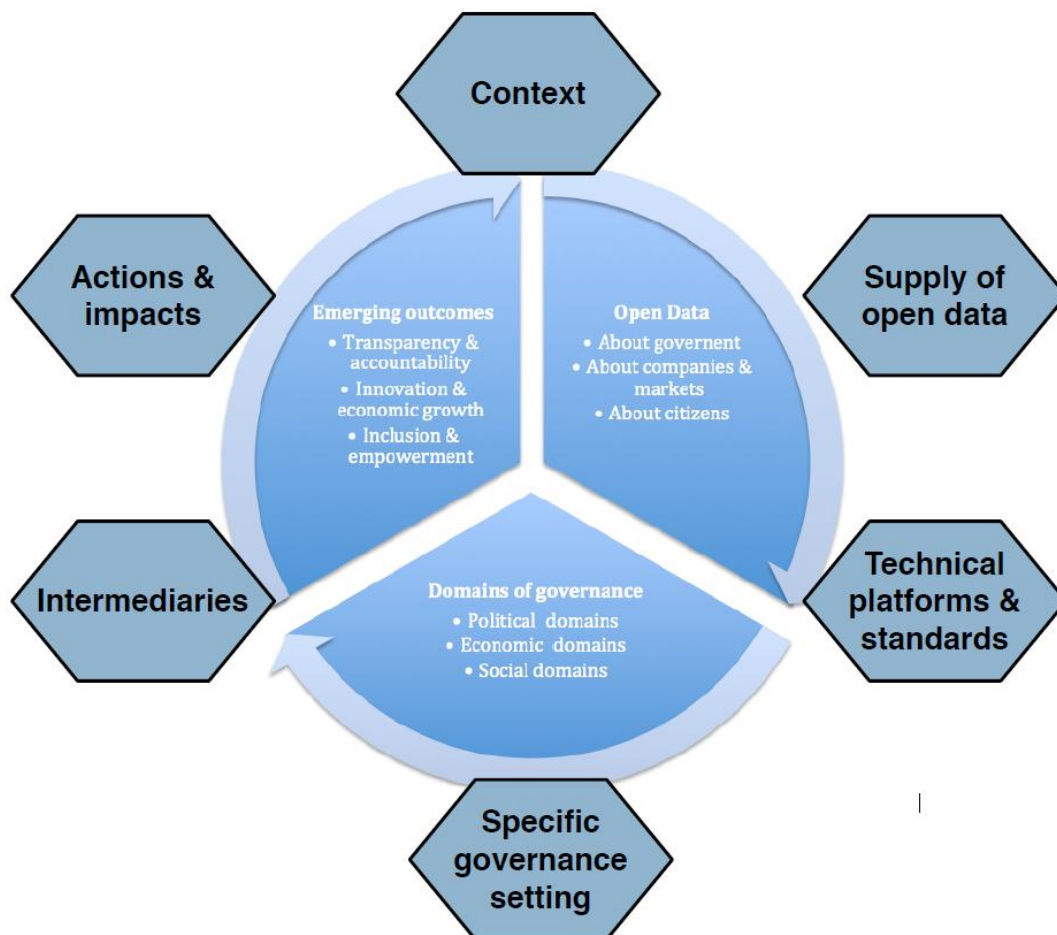 Context
Actions &
impacts
Supply of
open data
Emerging outcomes
• Transparency &
accountability
• Innovation &
economic growth
• Inclusion &
empowerment
Open Data
• About governent
• About companies &
markets
• About citizens
Intermediaries
Technical
platforms &
standards
Domains of governance
• Political domains
• Economic domains
• Social domains
Specific
governance
setting